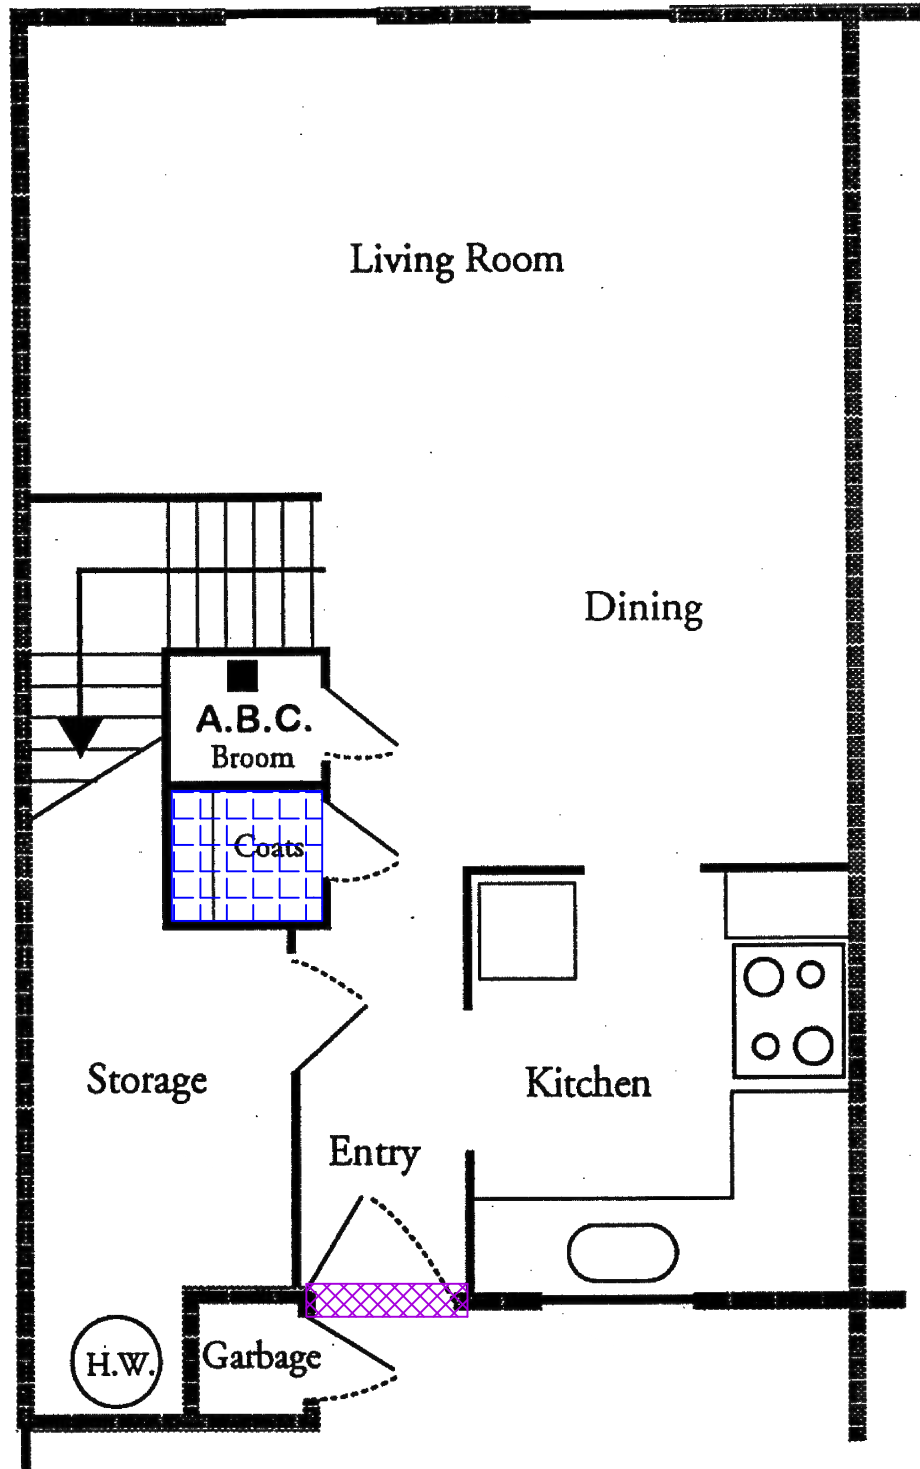 Living Room
Dining
A.B.C.
Broom
Coats
Storage
Kitchen
Entry
Garbage
H.W.